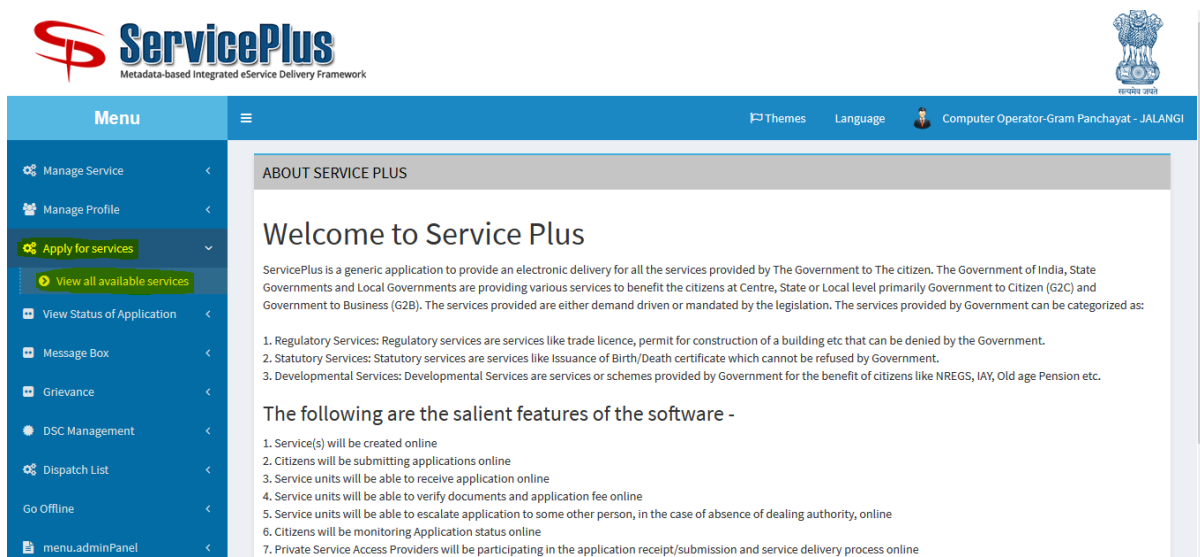 ServicePlus
Metadata-based Integrated eService Delivery Framework
सत्यमेव जयते
Menu
Themes
Language
Computer Operator-Gram Panchayat - JALANGI
Manage Service
Manage Profile
Apply for services
View all available services
View Status of Application
Message Box
Grievance
DSC Management
Dispatch List
Go Offline
menu.adminPanel
ABOUT SERVICE PLUS
Welcome to Service Plus
ServicePlus is a generic application to provide an electronic delivery for all the services provided by The Government to The citizen. The Government of India, State
Governments and Local Governments are providing various services to benefit the citizens at Centre, State or Local level primarily Government to Citizen (G2C) and
Government to Business (G2B). The services provided are either demand driven or mandated by the legislation. The services provided by Government can be categorized as:
1. Regulatory Services: Regulatory services are services like trade licence, permit for construction of a building etc that can be denied by the Government.
2. Statutory Services: Statutory services are services like Issuance of Birth/Death certificate which cannot be refused by Government.
3. Developmental Services: Developmental Services are services or schemes provided by Government for the benefit of citizens like NREGS, IAY, Old age Pension etc.
The following are the salient features of the software -
1. Service(s) will be created online
2. Citizens will be submitting applications online
3. Service units will be able to receive application online
4. Service units will be able to verify documents and application fee online
5. Service units will be able to escalate application to some other person, in the case of absence of dealing authority, online
6. Citizens will be monitoring Application status online
7. Private Service Access Providers will be participating in the application receipt/submission and service delivery process online